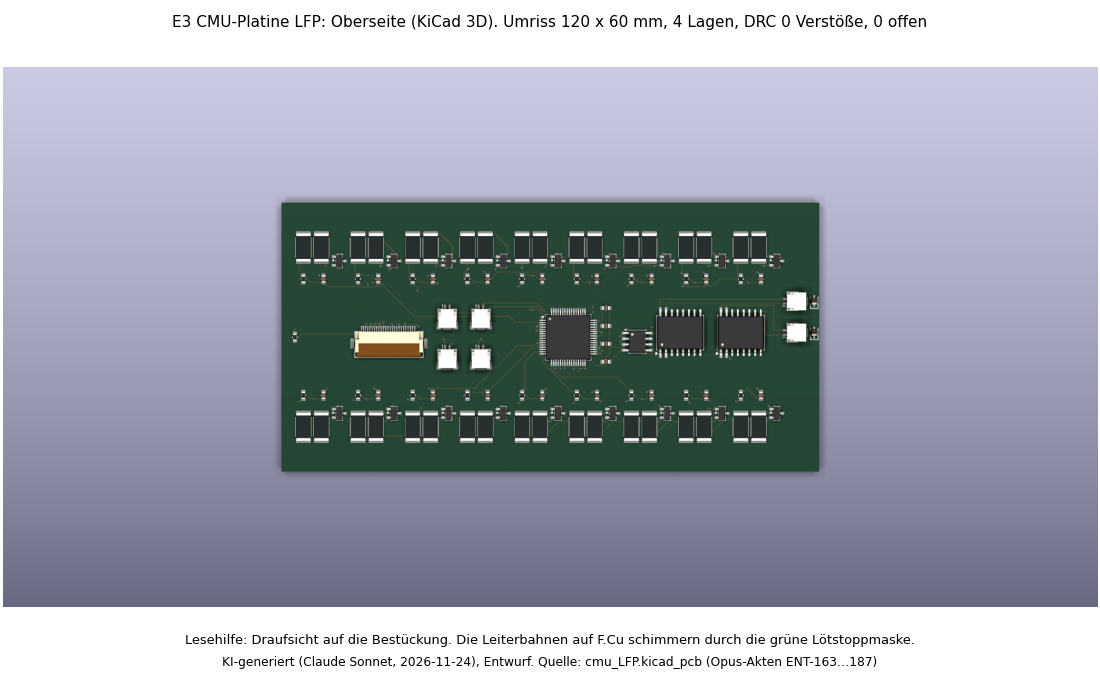 E3 CMU-Platine LFP: Oberseite (KiCad 3D). Umriss 120 x 60 mm, 4 Lagen, DRC 0 Verstöße, 0 offen
Lesehilfe: Draufsicht auf die Bestückung. Die Leiterbahnen auf F.Cu schimmern durch die grüne Lötstoppmaske.
KI-generiert (Claude Sonnet, 2026-11-24), Entwurf. Quelle: cmu_LFP.kicad_pcb (Opus-Akten ENT-163…187)